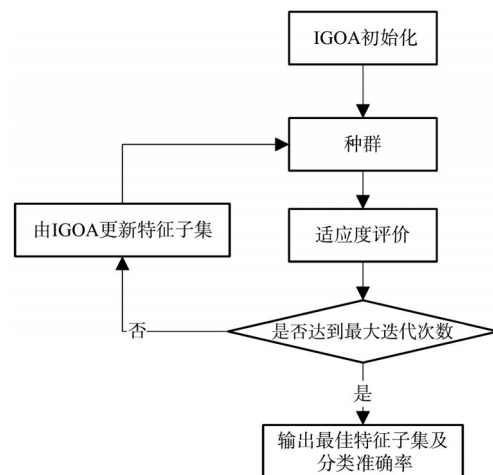 IGOA初始化
种群
由IGOA更新特征子集
适应度评价
否
是否达到最大迭代次数
是
输出最佳特征子集及
分类准确率